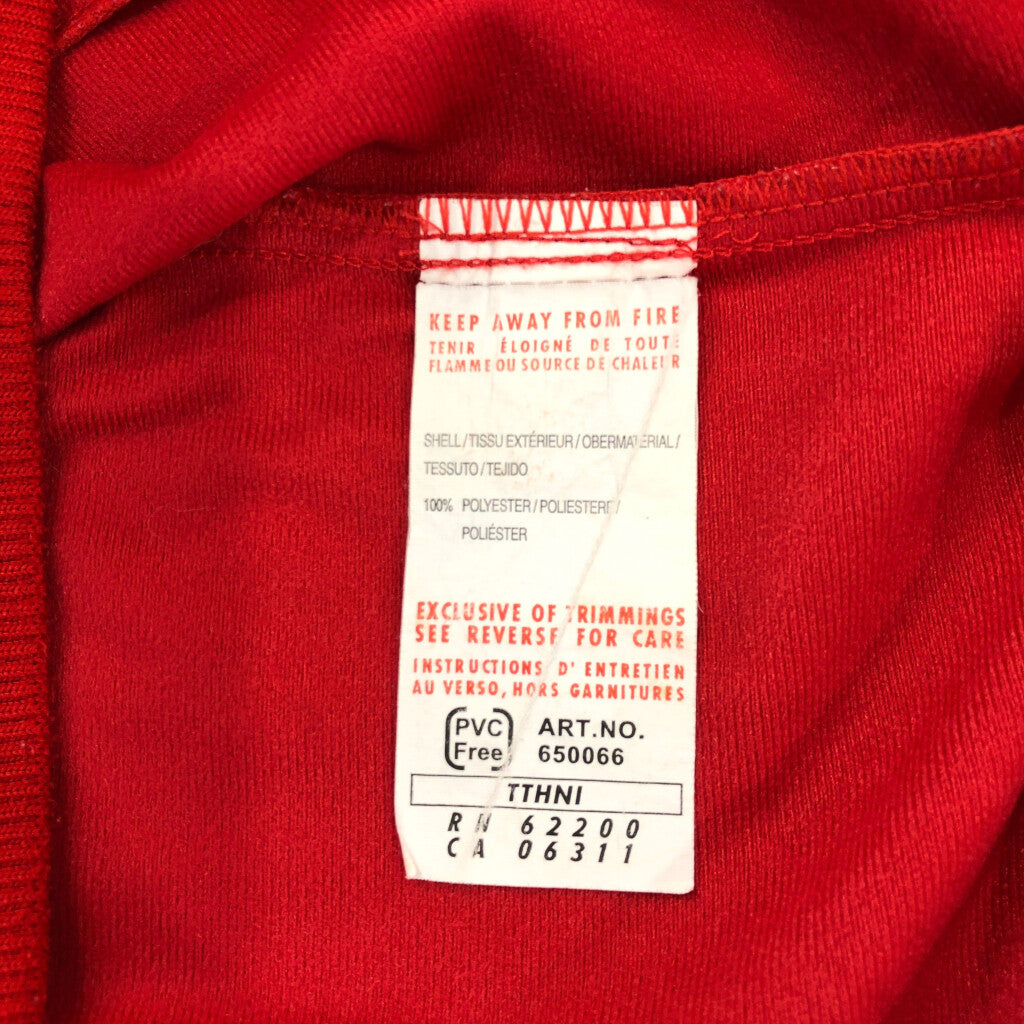 KEEP AWAY FROM FIRE
TENIR ÉLOIGNÉ DE TOUTE
FLAMME OU SOURCE DE CHALEUR
SHELL/TISSU EXTÉRIEUR/OBERMATERIAL/
TESSUTO/TEJIDO
100% POLYESTER/POLIESTERE/
POLIÉSTER
EXCLUSIVE OF TRIMMINGS
SEE REVERSE FOR CARE
INSTRUCTIONS D'ENTRETIEN
AU VERSO, HORS GARNITURES
PVC Free
ART.NO.
650066
TTHNI
RN 62200
CA 06311